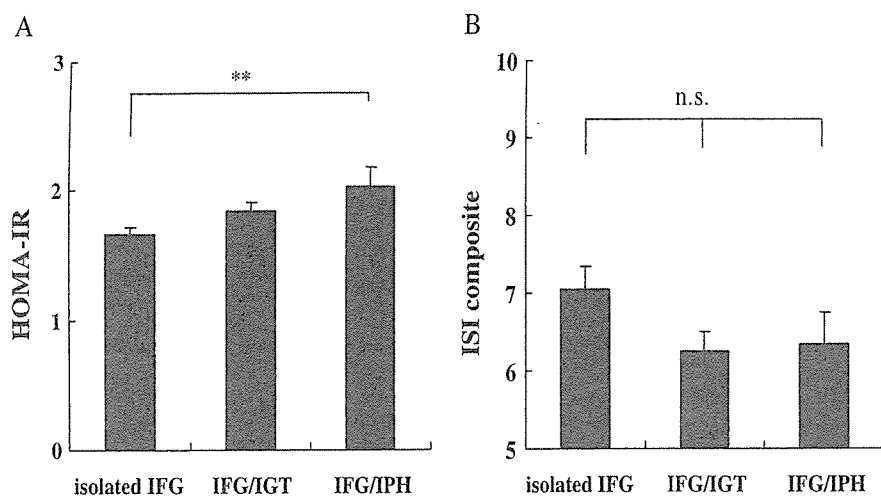 A
HOMA-IR
3
2
1
0
**
isolated IFG
IFG/IGT
IFG/IPH
B
ISI composite
10
9
8
7
6
5
n.s.
isolated IFG
IFG/IGT
IFG/IPH